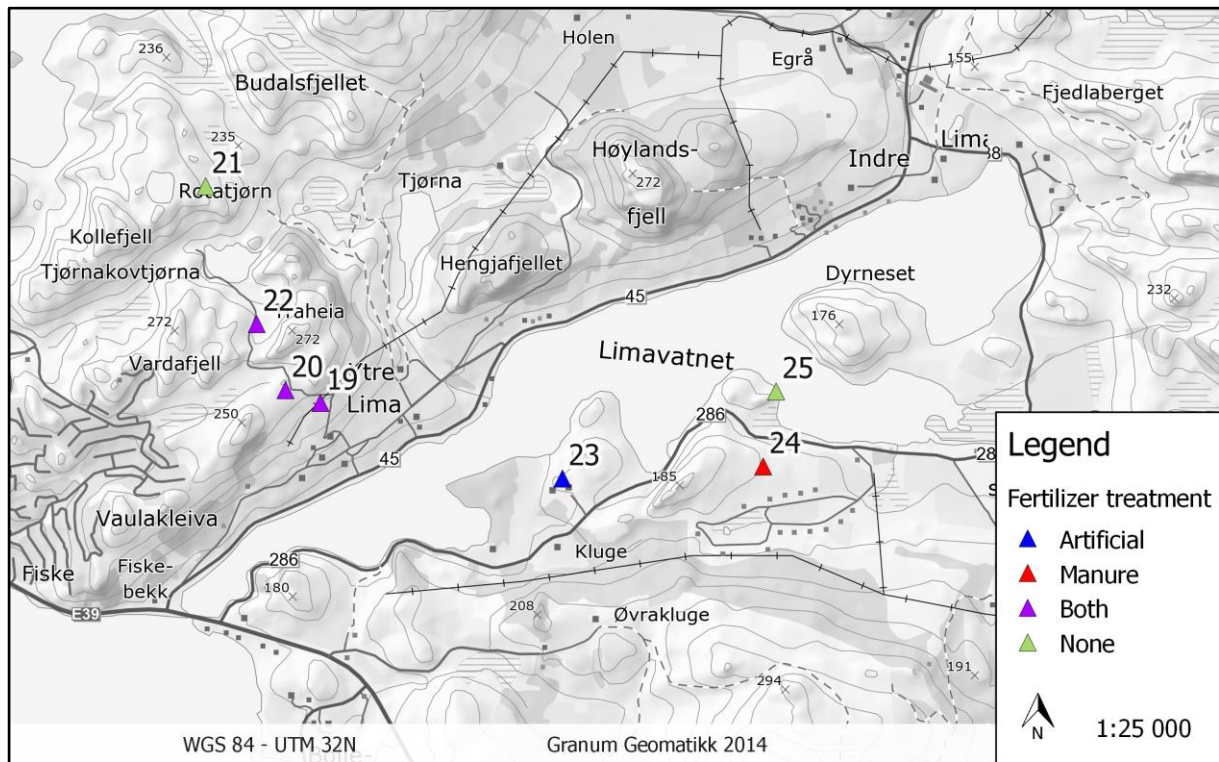 Holen
Egrå
236
Budalsfjellet
155
Fjedlaberget
235
21
Rotatjørn
Tjørna
Høylands-
272
fjell
Indre
Kollefjell
Tjørnakovtjørna
Hengjafjellet
Dyrneset
45
232
22
272
272
176
Vardafjell
Limavatnet
20
19
Ytre
Lima
25
250
286
45
23
24
185
Vaulakleiva
Kluge
Fiske
Fiske-
bekk
286
180
E39
208
Øvrakluge
191
294
Legend
Fertilizer treatment
Artificial
Manure
Both
None
N
1:25 000
WGS 84 - UTM 32N
Granum Geomatikk 2014